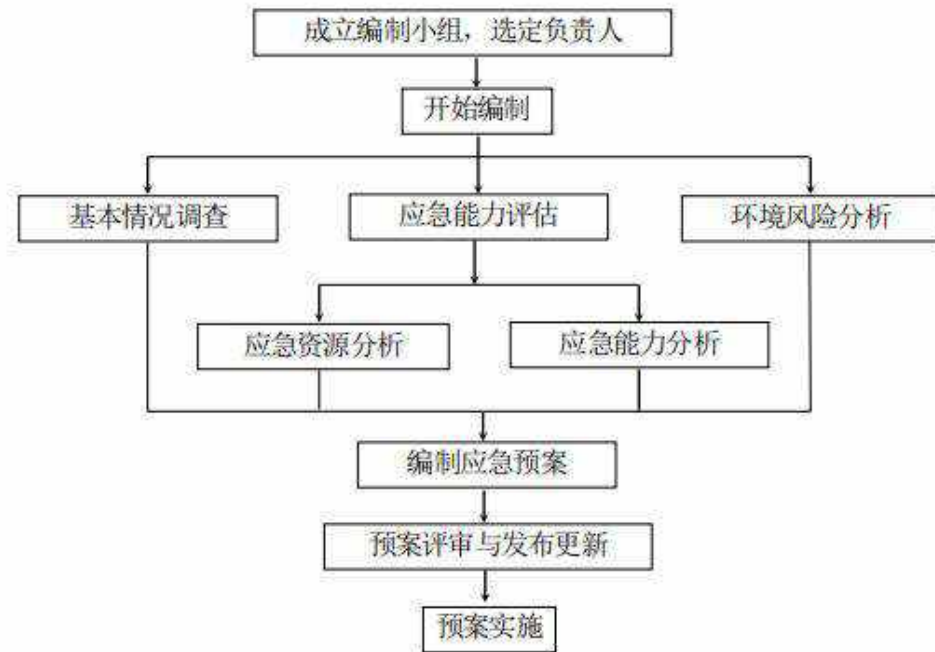 成立编制小组，选定负责人
开始编制
基本情况调查
应急能力评估
环境风险分析
应急资源分析
应急能力分析
编制应急预案
预案评审与发布更新
预案实施